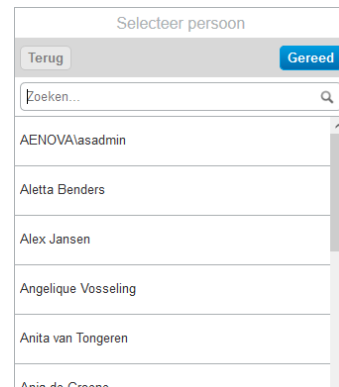 Selecteer persoon
Terug Gereed
Zoeken...
AENOVA\asadmin
Aletta Benders
Alex Jansen
Angelique Vosseling
Anita van Tongeren